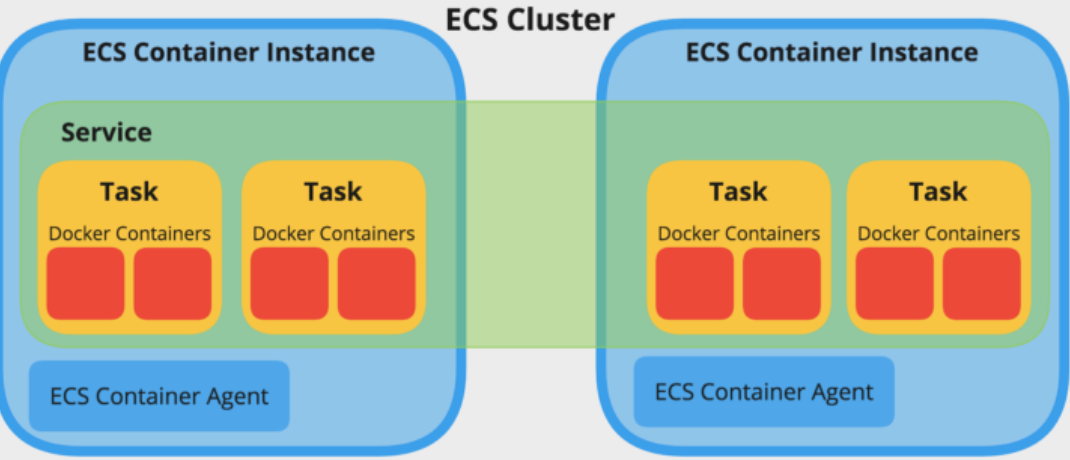 ECS Cluster
ECS Container Instance
Service
Task
Docker Containers
Task
Docker Containers
ECS Container Agent
ECS Container Instance
Task
Docker Containers
Task
Docker Containers
ECS Container Agent